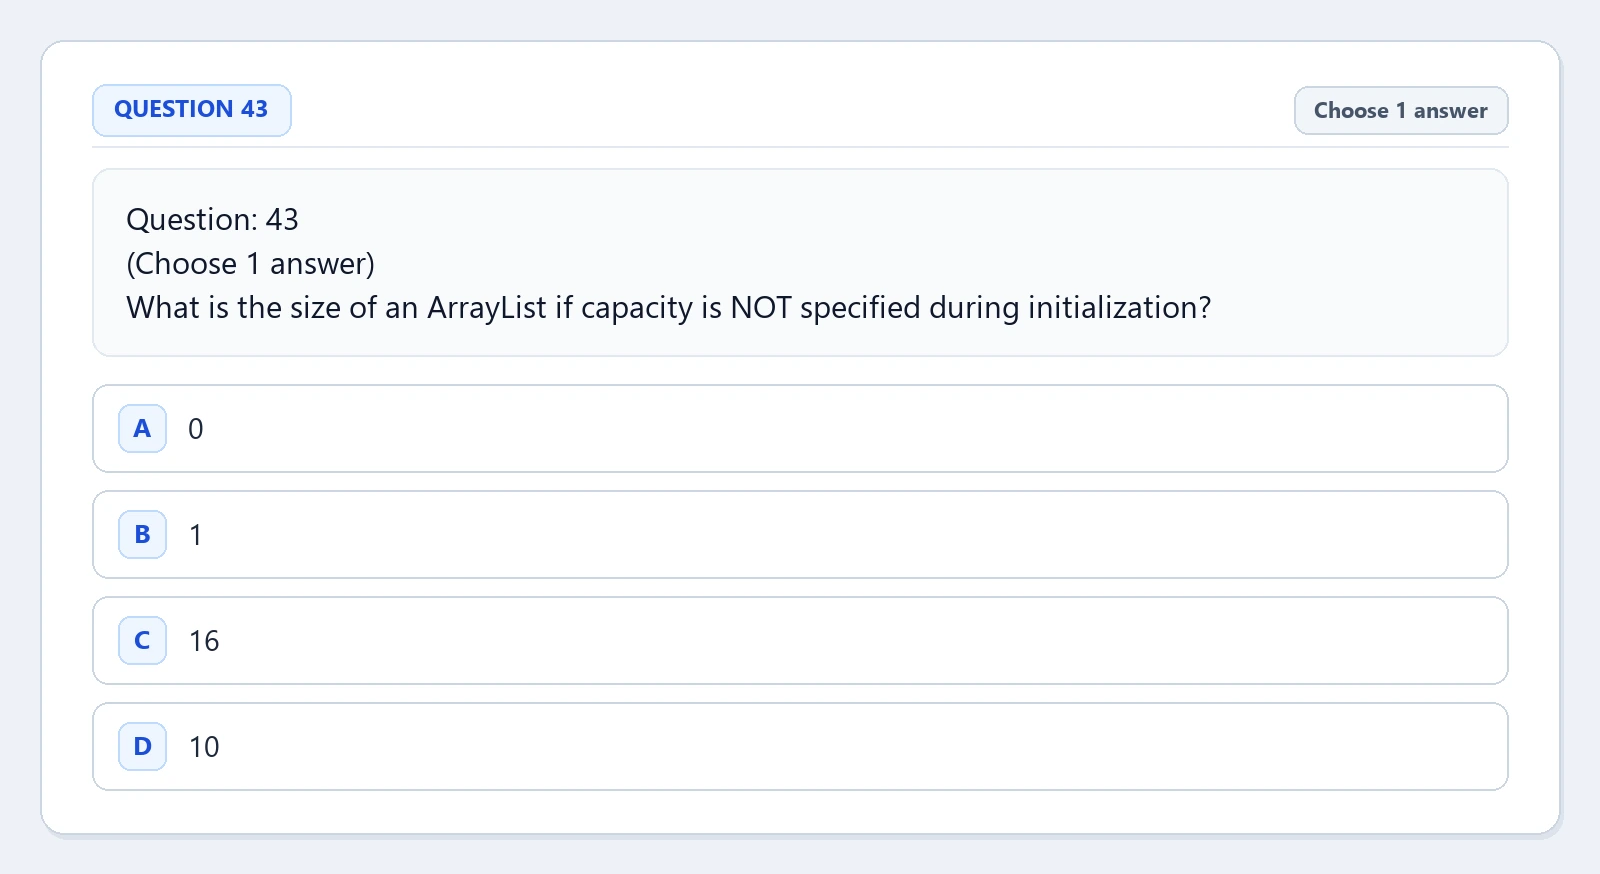 QUESTION 43
Choose 1 answer
Question: 43
(Choose 1 answer)
What is the size of an ArrayList if capacity is NOT specified during initialization?
A 0
B 1
C 16
D 10